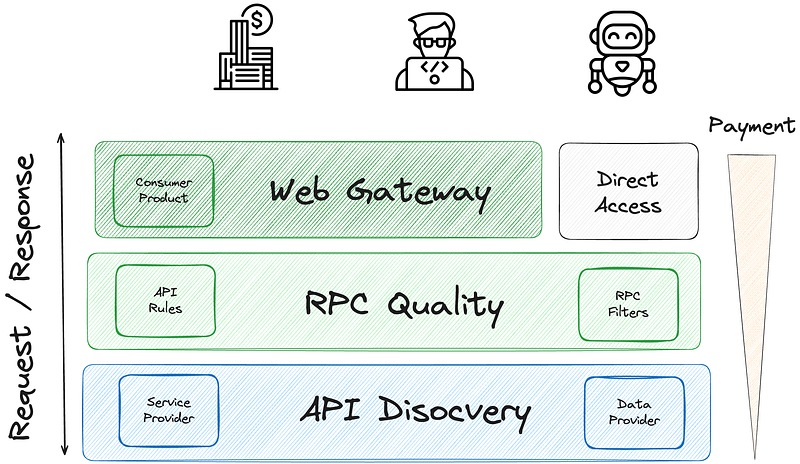 $
</>
Payment
Request / Response
Consumer
Product
Web Gateway
Direct
Access
API
Rules
RPC Quality
RPC
Filters
Service
Provider
API Disocvery
Data
Provider